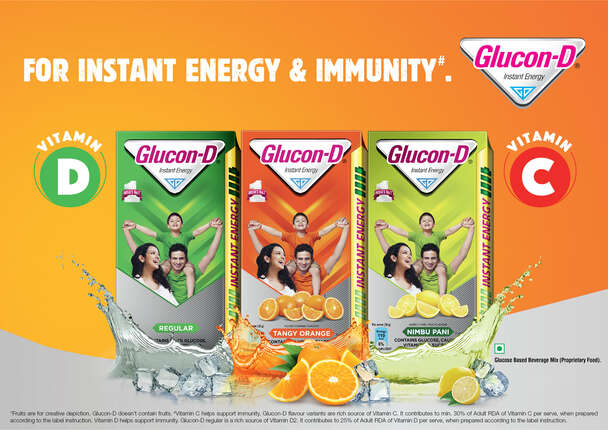 FOR INSTANT ENERGY & IMMUNITY#.
Glucon-D®
Instant Energy
VITAMIN
D
VITAMIN
C
Glucon-D®
Instant Energy
INSTANT ENERGY
REGULAR
Glucon-D®
Instant Energy
INSTANT ENERGY
TANGY ORANGE
Glucon-D®
Instant Energy
INSTANT ENERGY
NIMBU PANI
CONTAINS GLUCOSE,
Glucose Based Beverage Mix (Proprietary Food).
*Fruits are for creative depiction, Glucon-D doesn't contain fruits. #Vitamin C helps support immunity. Glucon-D flavour variants are rich source of Vitamin C. It contributes to min. 30% of Adult RDA of Vitamin C per serve, when prepared
according to the label instruction. Vitamin D helps support immunity. Glucon-D regular is a rich source of Vitamin D2. It contributes to 25% of Adult RDA of Vitamin D per serve, when prepared according to the label instruction.